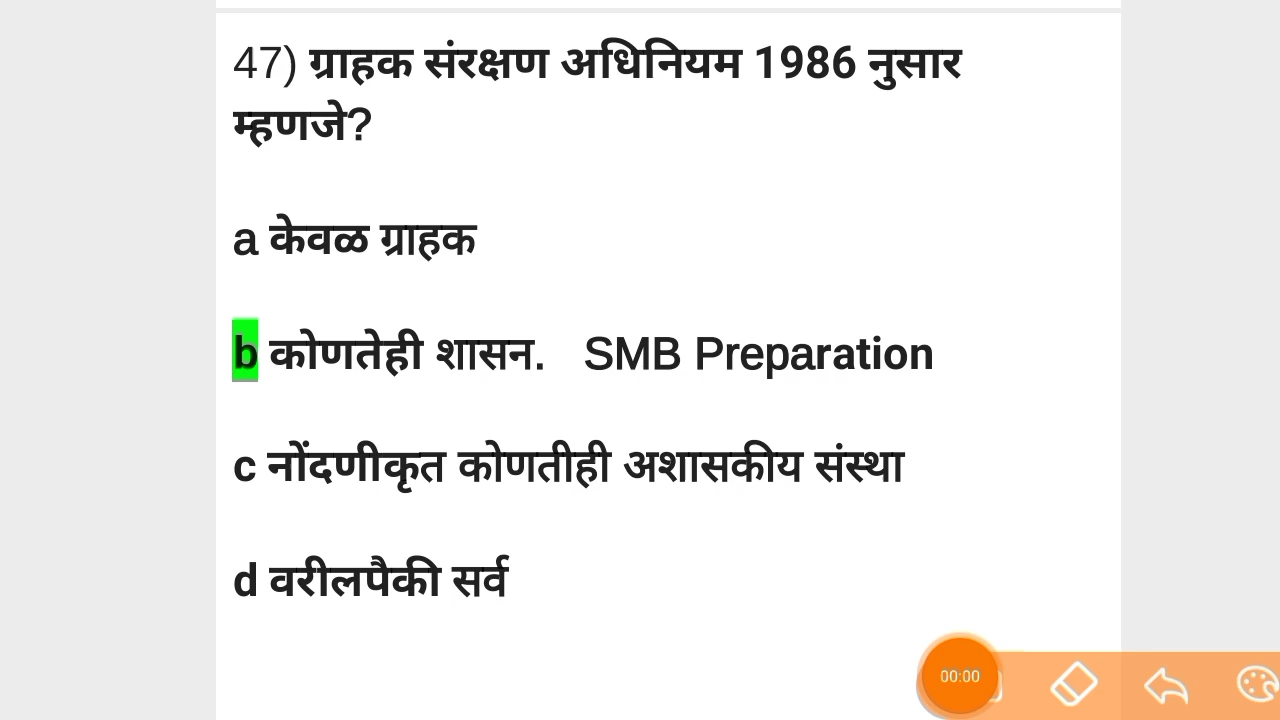 47) ग्राहक संरक्षण अधिनियम 1986 नुसार
म्हणजे?
a केवळ ग्राहक
b कोणतेही शासन. SMB Preparation
c नोंदणीकृत कोणतीही अशासकीय संस्था
d वरीलपैकी सर्व
00:00